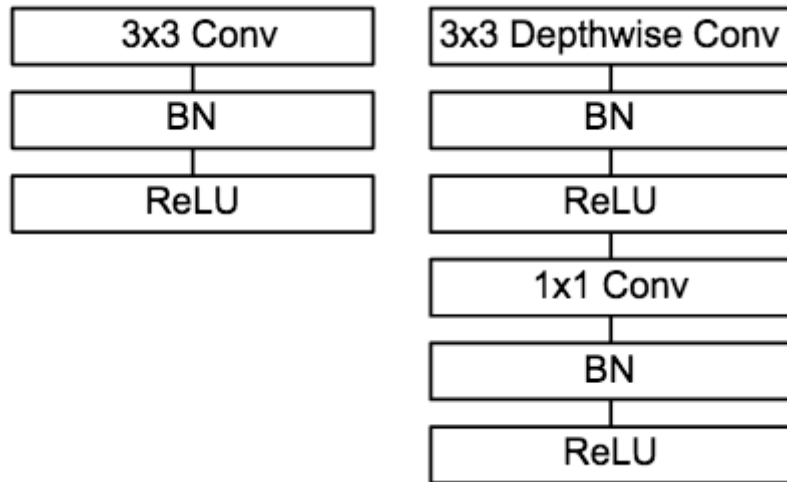 3x3 Conv
BN
ReLU
3x3 Depthwise Conv
BN
ReLU
1x1 Conv
BN
ReLU